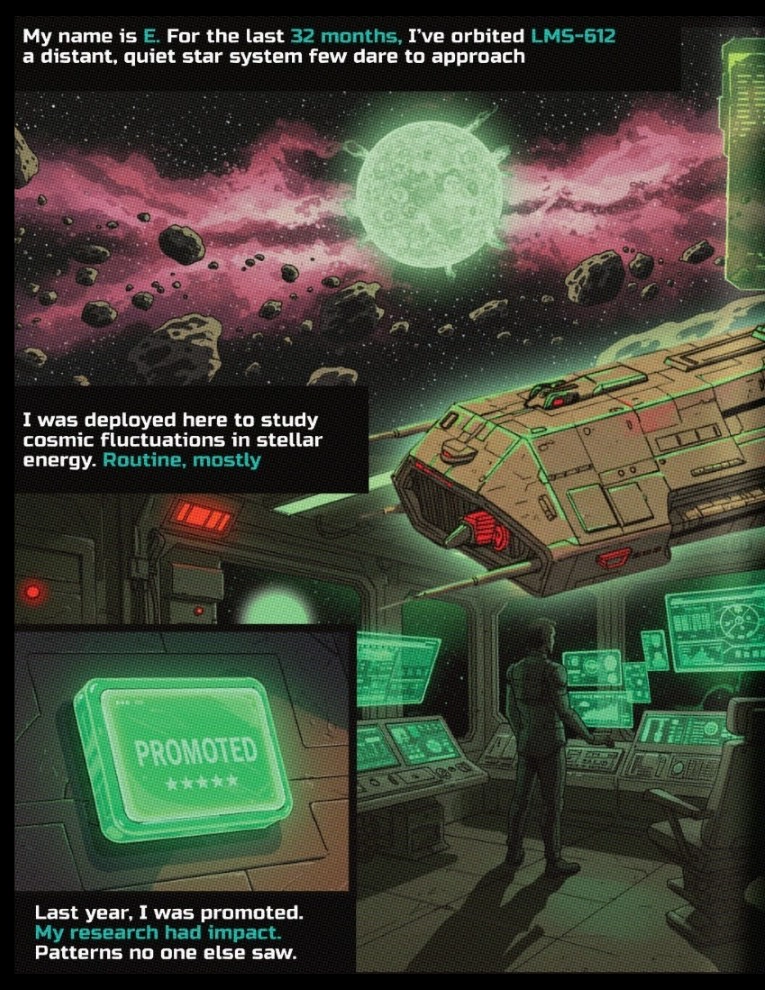 My name is E. For the last 32 months, I've orbited LMS-612
a distant, quiet star system few dare to approach
I was deployed here to study
cosmic fluctuations in stellar
energy. Routine, mostly
PROMOTED
Last year, I was promoted.
My research had impact.
Patterns no one else saw.